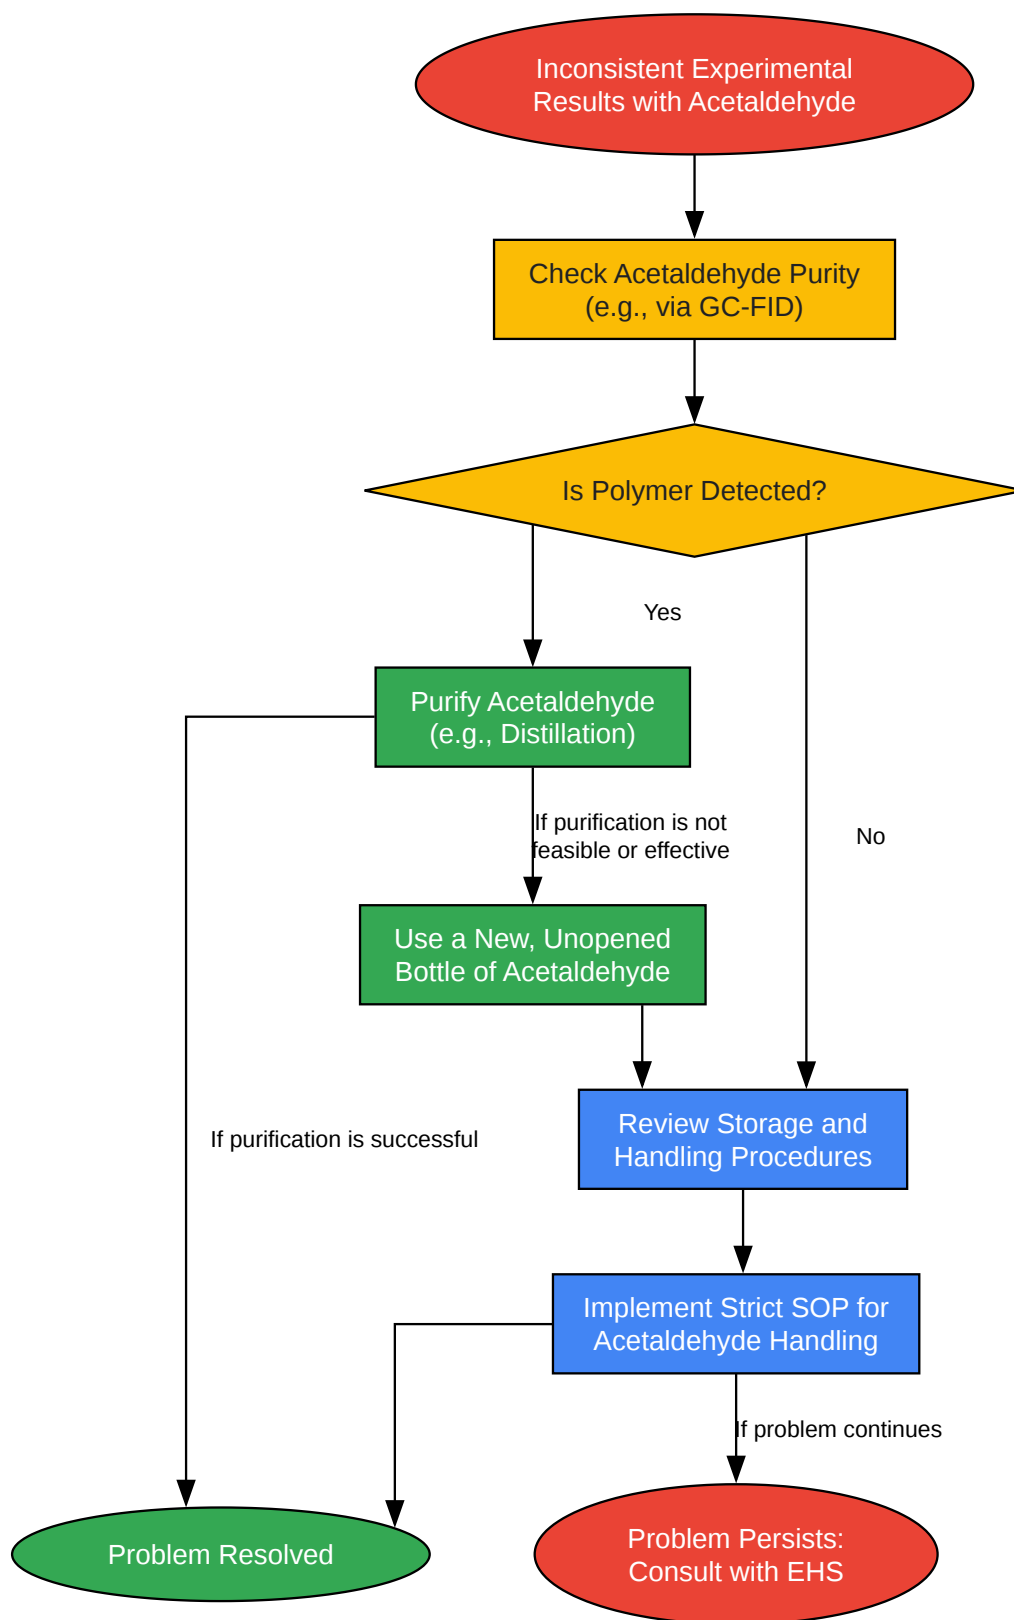 Inconsistent Experimental
Results with Acetaldehyde
Check Acetaldehyde Purity
(e.g., via GC-FID)
Is Polymer Detected?
Yes
Purify Acetaldehyde
(e.g., Distillation)
If purification is not
feasible or effective
No
Use a New, Unopened
Bottle of Acetaldehyde
Review Storage and
Handling Procedures
If purification is successful
Implement Strict SOP for
Acetaldehyde Handling
If problem continues
Problem Resolved
Problem Persists:
Consult with EHS